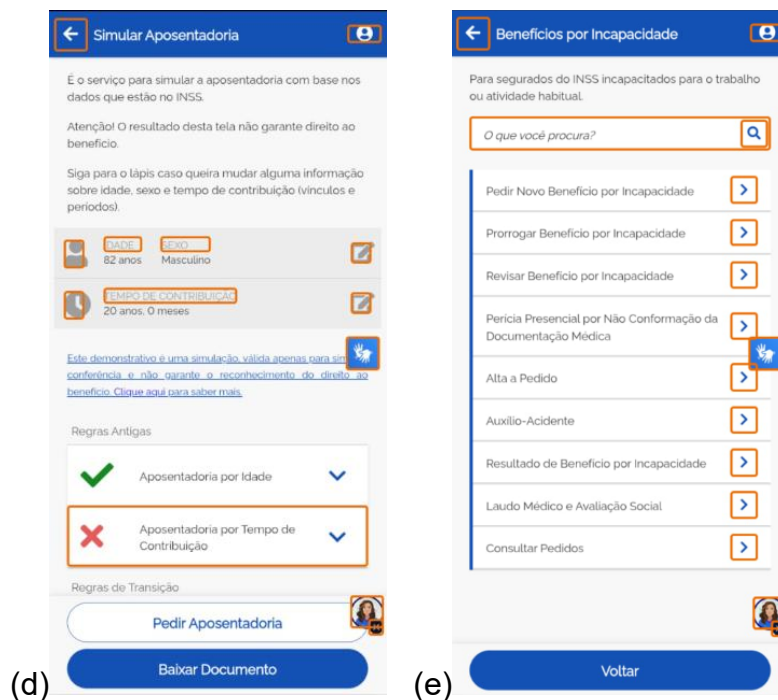 Simular Aposentadoria
É o serviço para simular a aposentadoria com base nos
dados que estão no INSS.
Atenção! O resultado desta tela não garante direito ao
benefício.
Siga para o lápis caso queira mudar alguma informação
sobre idade, sexo e tempo de contribuição (vínculos e
períodos).
IDADE SEXO
82 anos Masculino
TEMPO DE CONTRIBUIÇÃO
20 anos, 0 meses
Este demonstrativo é uma simulação, válida apenas para
conferência e não garante o reconhecimento do direito ao
benefício. Clique aqui para saber mais.
Regras Antigas
Aposentadoria por Idade
Aposentadoria por Tempo de
Contribuição
Regras de Transição
Pedir Aposentadoria
Baixar Documento
(d)
Benefícios por Incapacidade
Para segurados do INSS incapacitados para o trabalho
ou atividade habitual.
O que você procura?
Pedir Novo Benefício por Incapacidade
Prorrogar Benefício por Incapacidade
Revisar Benefício por Incapacidade
Perícia Presencial por Não Conformação da
Documentação Médica
Alta a Pedido
Auxílio-Acidente
Resultado de Benefício por Incapacidade
Laudo Médico e Avaliação Social
Consultar Pedidos
Voltar
(e)